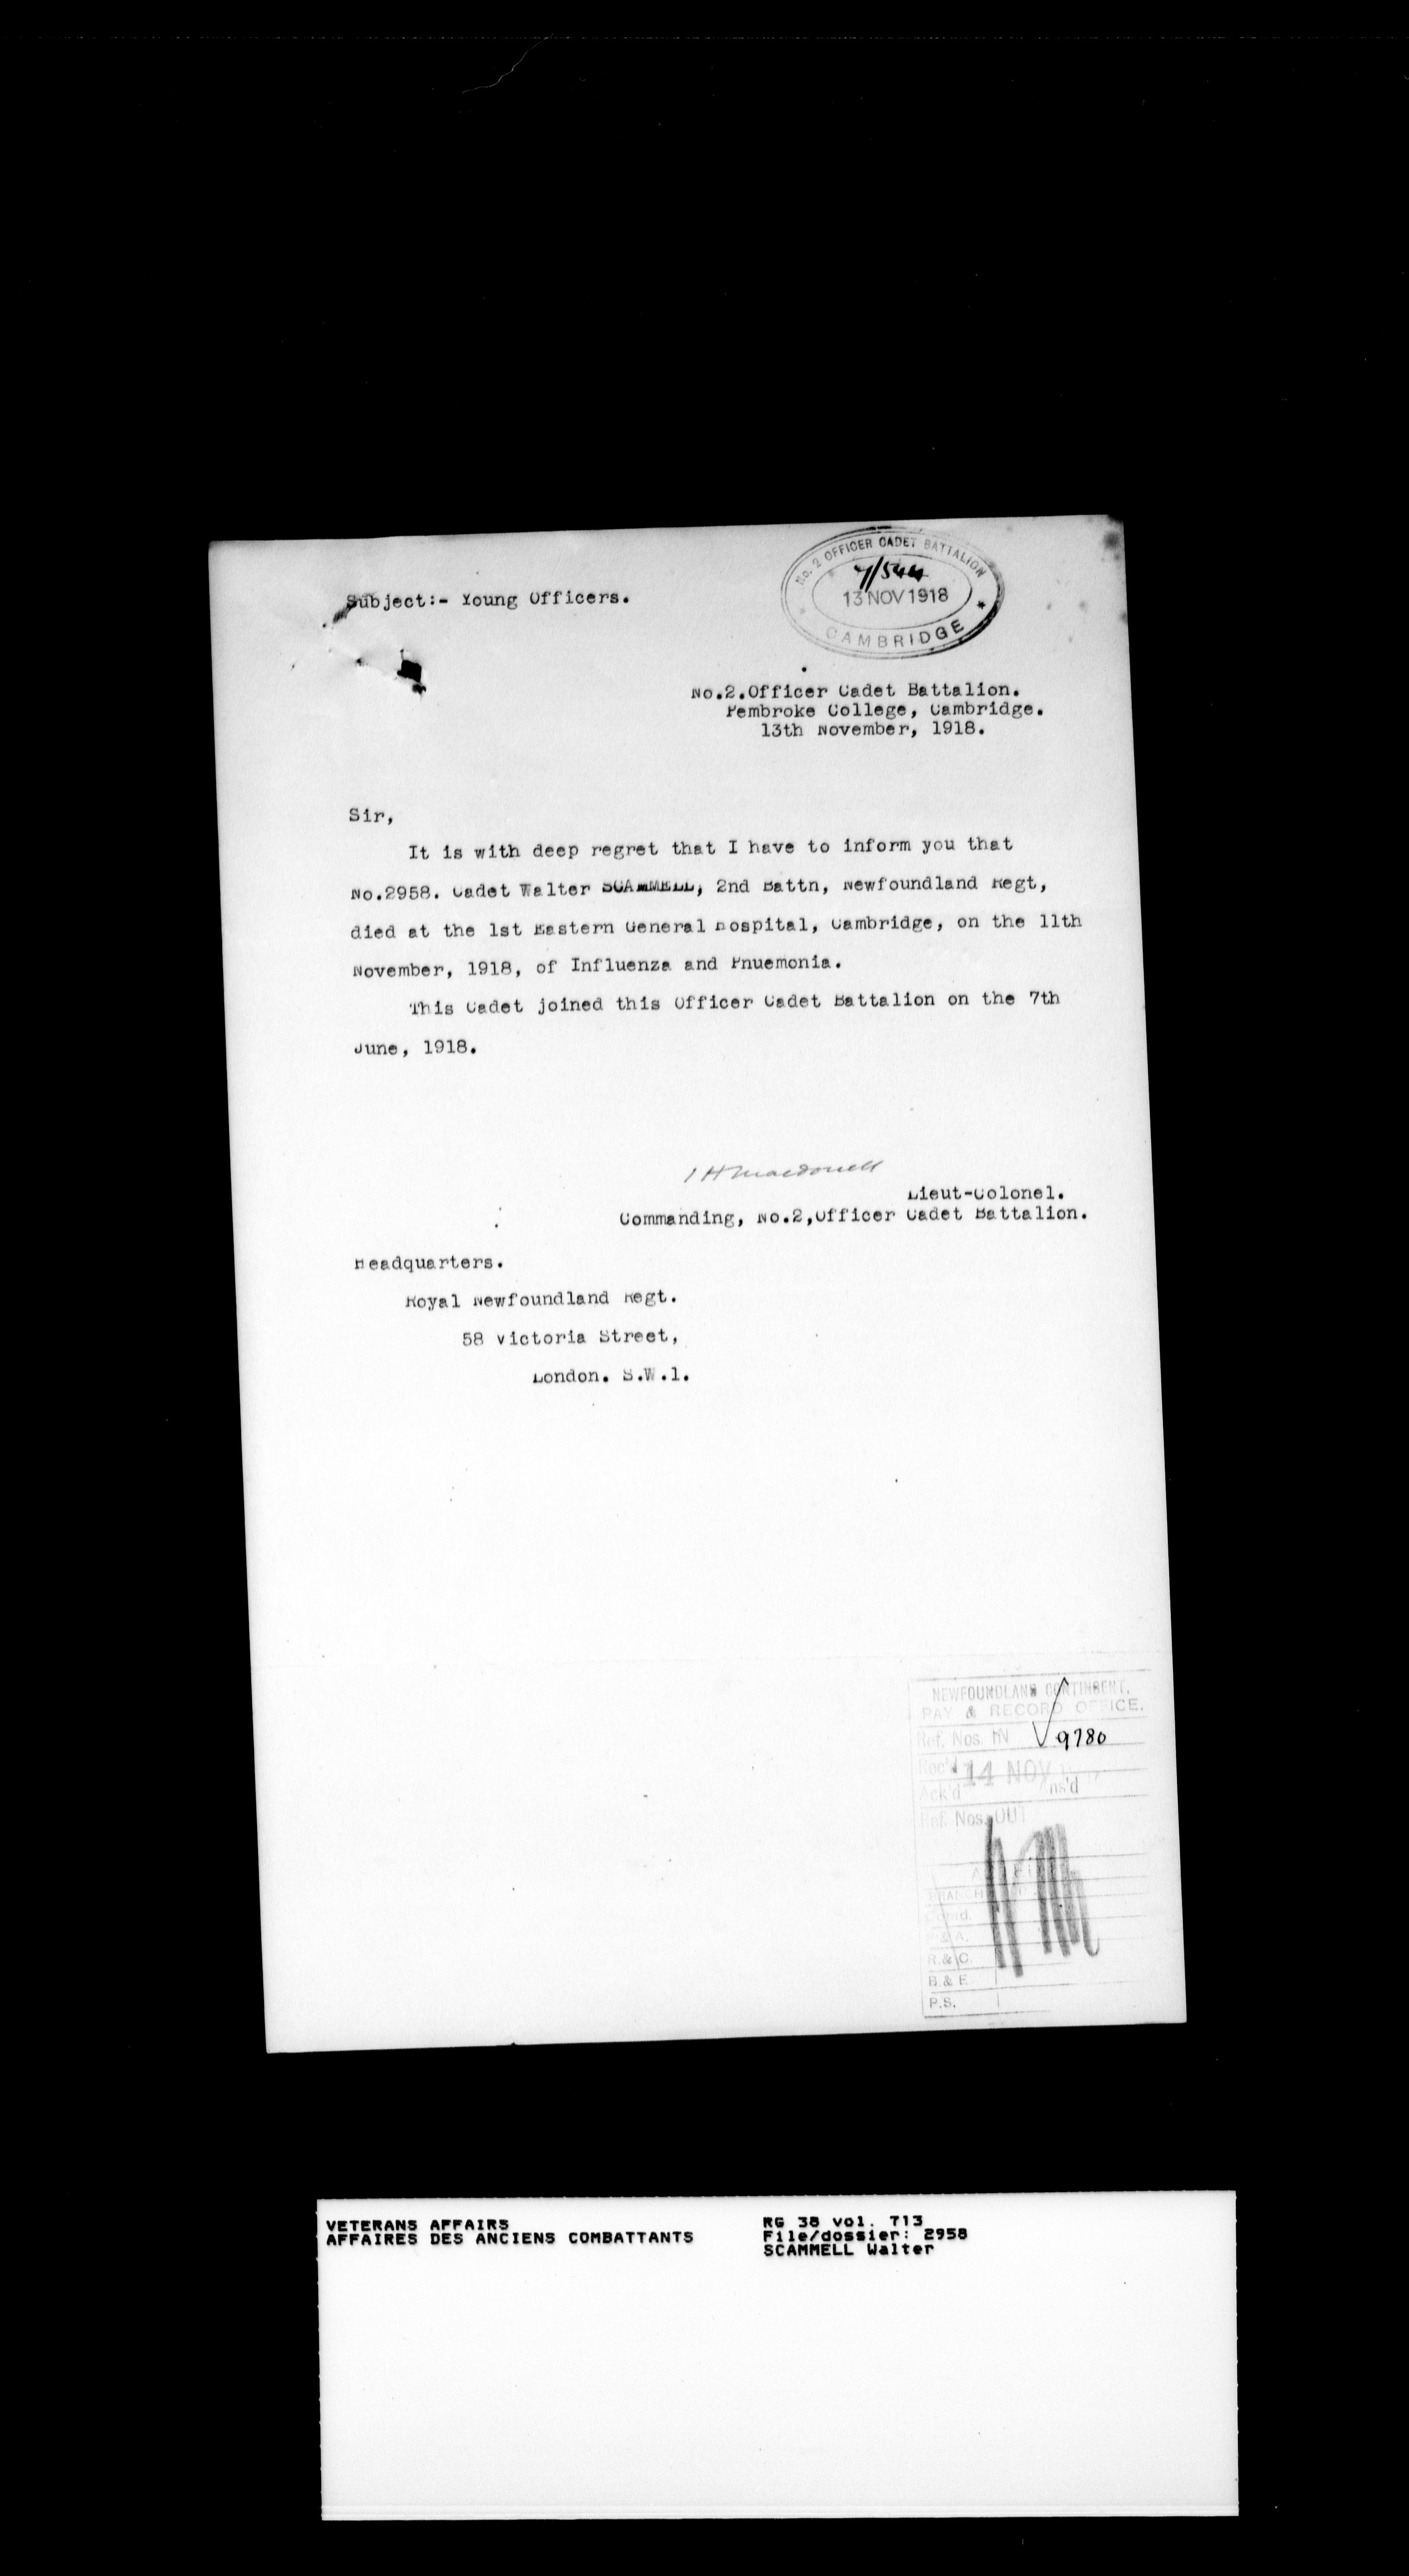 No. 2 OFFICER CADET BATTALION
7/544
13 NOV 1918
CAMBRIDGE
Subject:- Young Officers.
No.2.Officer Cadet Battalion.
Pembroke College, Cambridge.
13th November, 1918.
Sir,
It is with deep regret that I have to inform you that
No.2958. Cadet Walter SCAMMELL, 2nd Battn, Newfoundland Regt,
died at the 1st Eastern General Hospital, Cambridge, on the 11th
November, 1918, of Influenza and Pnuemonia.
This Cadet joined this Officer Cadet Battalion on the 7th
June, 1918.
Macdonell
Lieut-Colonel.
Commanding, No.2,Officer Cadet Battalion.
Headquarters.
Royal Newfoundland Regt.
58 Victoria Street,
London. S.W.1.
NEWFOUNDLAND CONTINGENT.
PAY & RECORD OFFICE.
Ref. Nos. IN 9780
Rec'd 14 NOV
Ack'd Ans'd
Ref. Nos. OUT
BRANCH
R.& C.
B.& F.
P.S.
VETERANS AFFAIRS
AFFAIRES DES ANCIENS COMBATTANTS
RG 38 vol. 713
File/dossier: 2958
SCAMMELL Walter